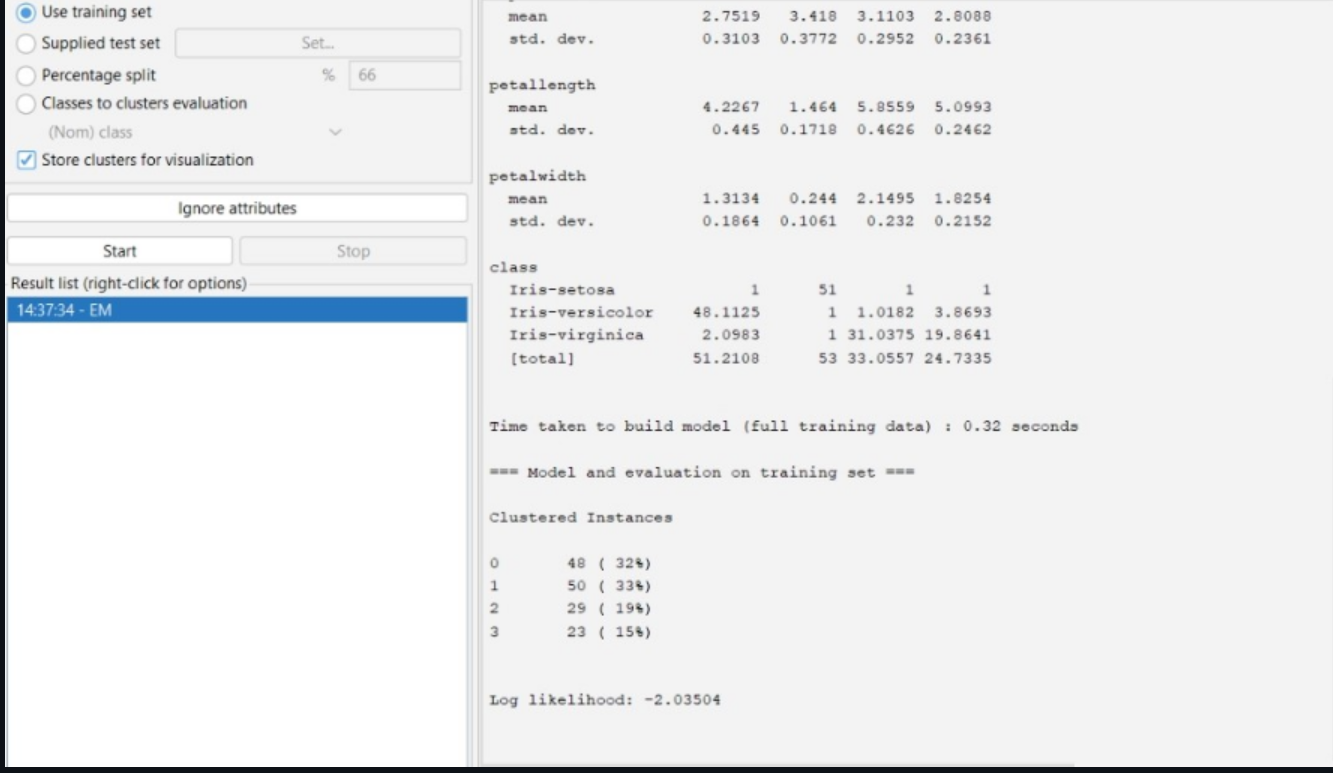 Use training set
Supplied test set Set...
Percentage split % 66
Classes to clusters evaluation
(Nom) class
Store clusters for visualization
Ignore attributes
Start Stop
Result list (right-click for options)
14:37:34 - EM
mean 2.7519 3.418 3.1103 2.8088
std. dev. 0.3103 0.3772 0.2952 0.2361
petallength
mean 4.2267 1.464 5.8559 5.0993
std. dev. 0.445 0.1718 0.4626 0.2462
petalwidth
mean 1.3134 0.244 2.1495 1.8254
std. dev. 0.1864 0.1061 0.232 0.2152
class
Iris-setosa 1 51 1 1
Iris-versicolor 48.1125 1 1.0182 3.8693
Iris-virginica 2.0983 1 31.0375 19.8641
[total] 51.2108 53 33.0557 24.7335
Time taken to build model (full training data) : 0.32 seconds
=== Model and evaluation on training set ===
Clustered Instances
0 48 ( 32%)
1 50 ( 33%)
2 29 ( 19%)
3 23 ( 15%)
Log likelihood: -2.03504